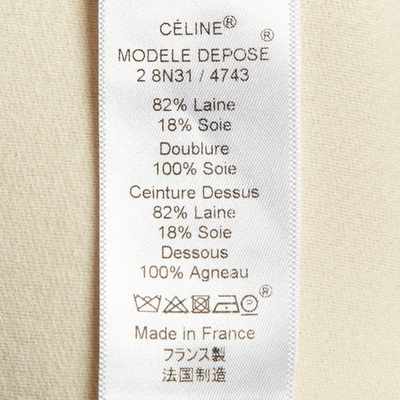 CÉLINE®
MODELE DEPOSE ®
2 8N31 / 4743
82% Laine
18% Soie
Doublure
100% Soie
Ceinture Dessus
82% Laine
18% Soie
Dessous
100% Agneau
®
Made in France
フランス製
法国制造